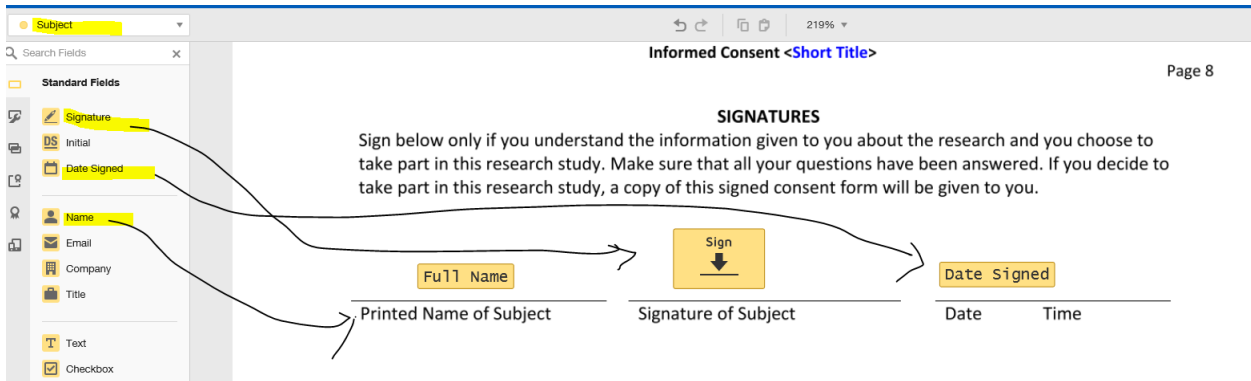 Subject
219%
Search Fields
Informed Consent <Short Title>
Page 8
Standard Fields
Signature
DS Initial
Date Signed
Name
Email
Company
Title
T Text
Checkbox
SIGNATURES
Sign below only if you understand the information given to you about the research and you choose to
take part in this research study. Make sure that all your questions have been answered. If you decide to
take part in this research study, a copy of this signed consent form will be given to you.
Full Name
Sign
Date Signed
Printed Name of Subject
Signature of Subject
Date Time